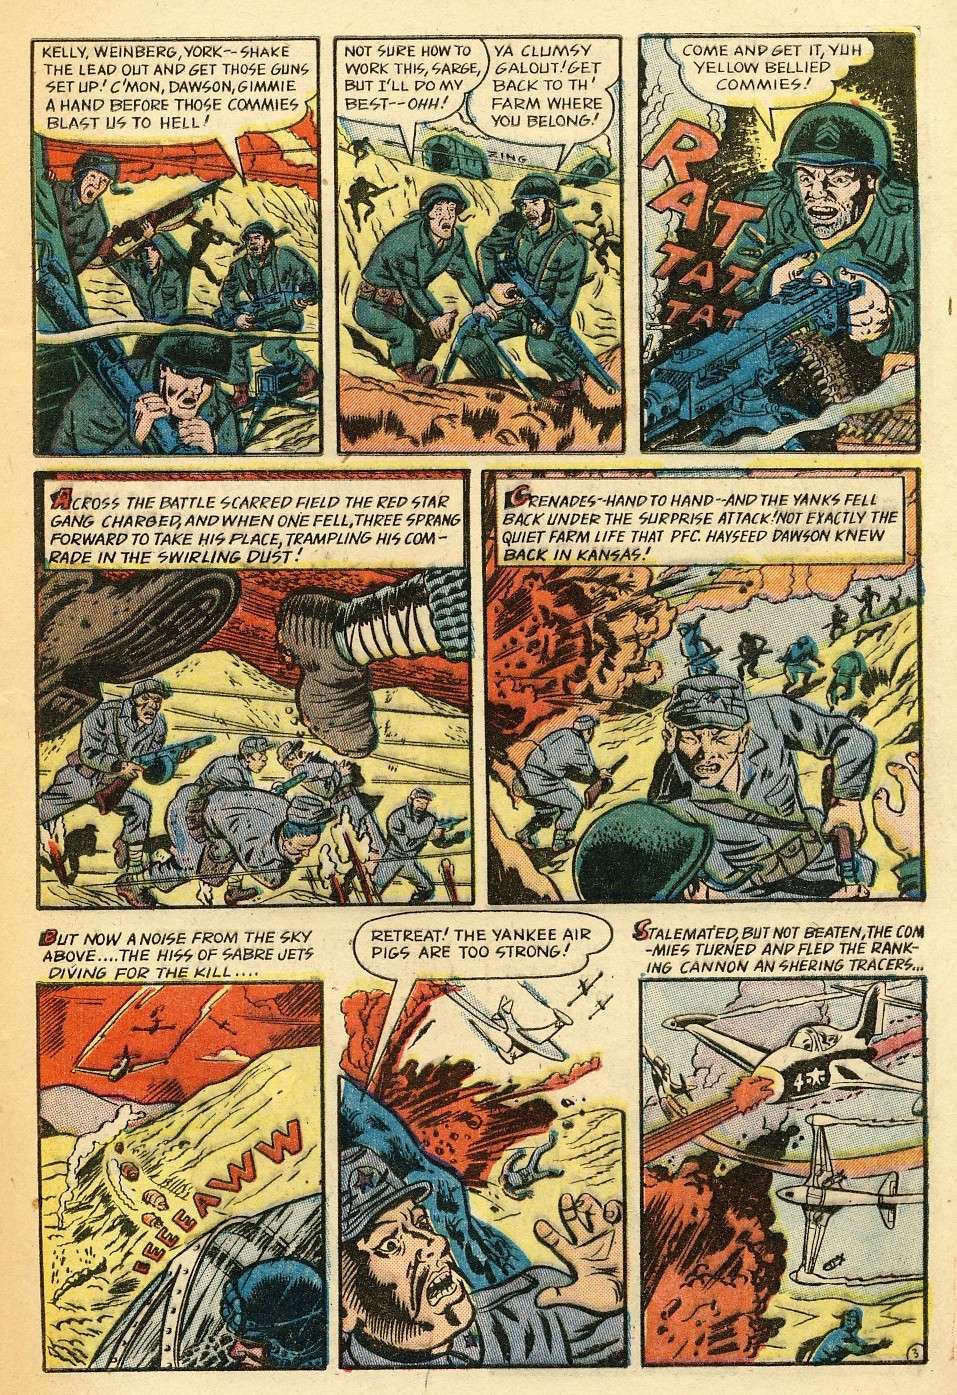 KELLY, WEINBERG, YORK-- SHAKE
THE LEAD OUT AND GET THOSE GUNS
SET UP! C'MON, DAWSON, GIMMIE
A HAND BEFORE THOSE COMMIES
BLAST US TO HELL!
NOT SURE HOW TO
WORK THIS, SARGE,
BUT I'LL DO MY
BEST--OHH!
YA CLUMSY
GALOUT! GET
BACK TO TH'
FARM WHERE
YOU BELONG!
ZING
COME AND GET IT, YUH
YELLOW BELLIED
COMMIES!
RAT
AT
TAT
TAT
ACROSS THE BATTLE SCARRED FIELD THE RED STAR
GANG CHARGED, AND WHEN ONE FELL, THREE SPRANG
FORWARD TO TAKE HIS PLACE, TRAMPLING HIS COM-
RADE IN THE SWIRLING DUST!
GRENADES--HAND TO HAND--AND THE YANKS FELL
BACK UNDER THE SURPRISE ATTACK! NOT EXACTLY THE
QUIET FARM LIFE THAT PFC. HAYSEED DAWSON KNEW
BACK IN KANSAS!
BUT NOW A NOISE FROM THE SKY
ABOVE....THE HISS OF SABRE JETS
DIVING FOR THE KILL....
EEEEAWW
RETREAT! THE YANKEE AIR
PIGS ARE TOO STRONG!
STALEMATED, BUT NOT BEATEN, THE COM
-MIES TURNED AND FLED THE RANK-
ING CANNON AN SHERING TRACERS...
4
3